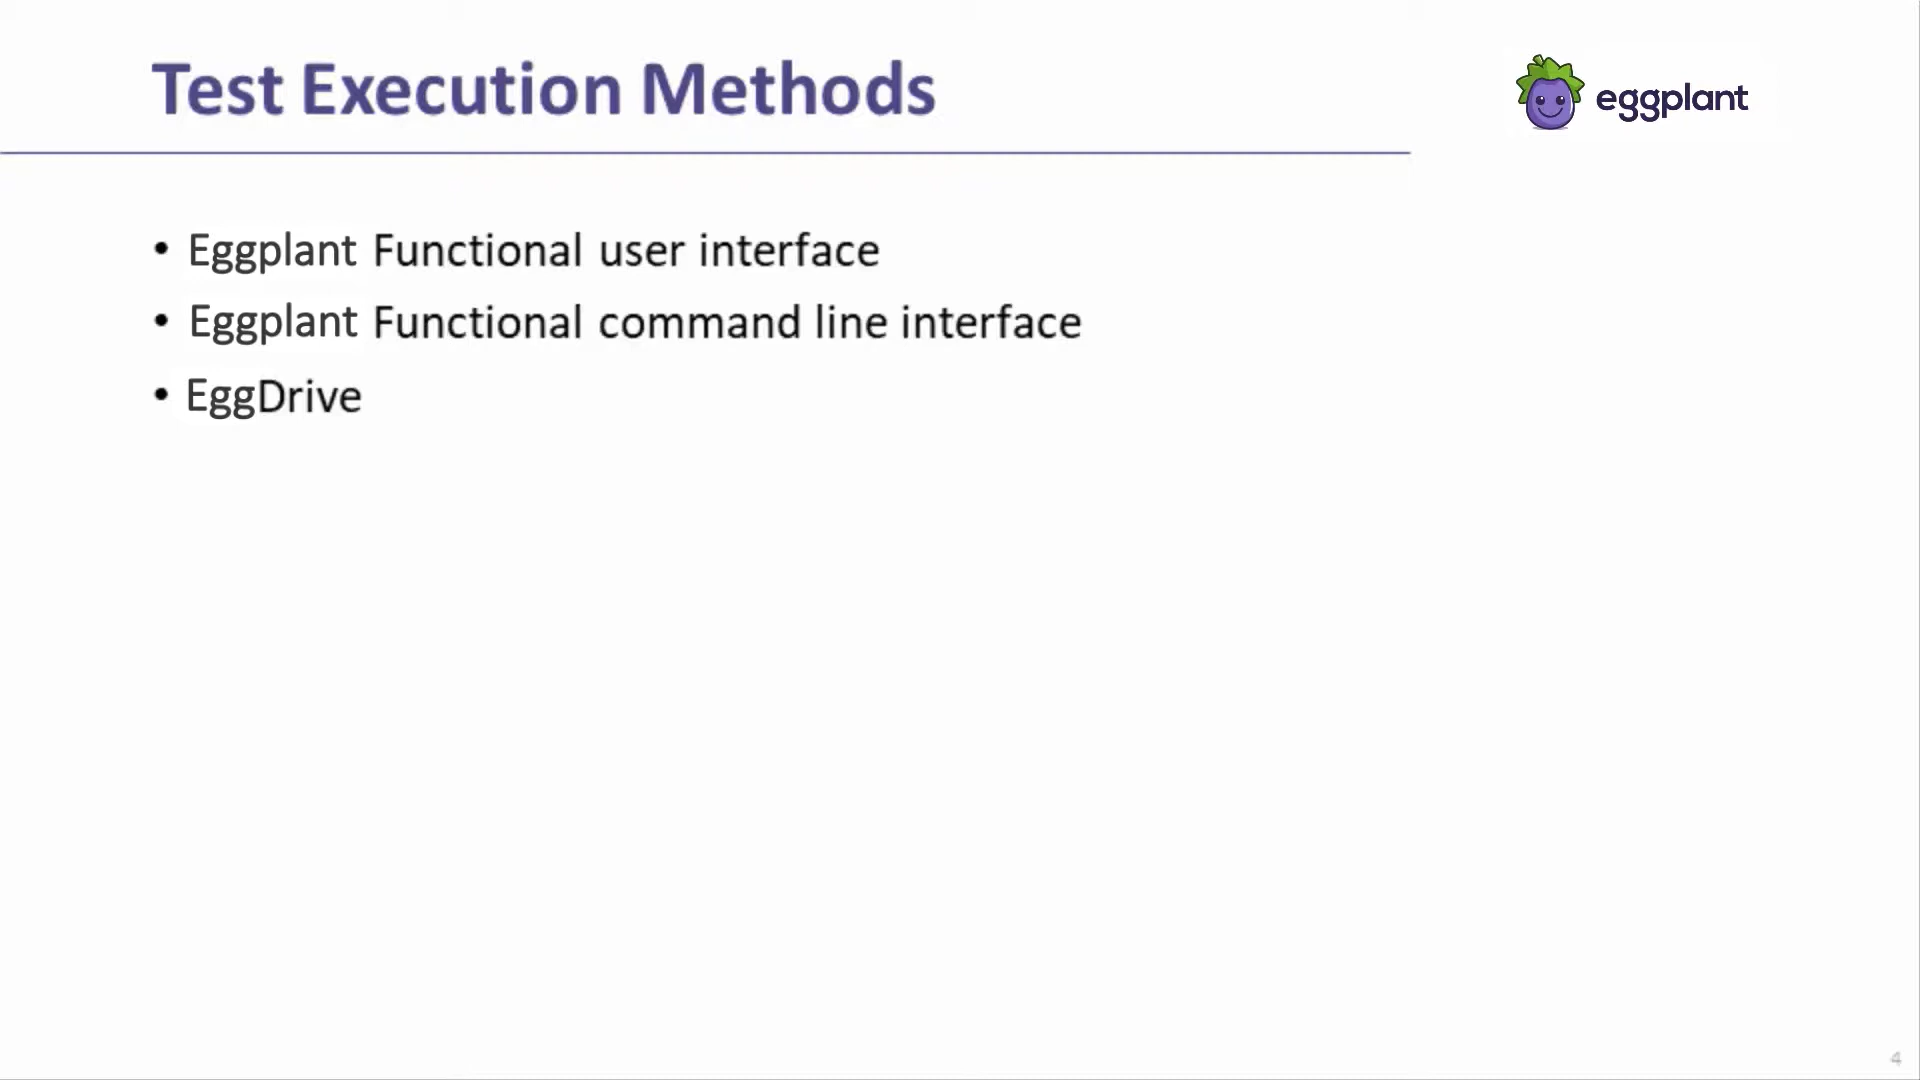 Test Execution Methods
eggplant
• Eggplant Functional user interface
• Eggplant Functional command line interface
• EggDrive
4